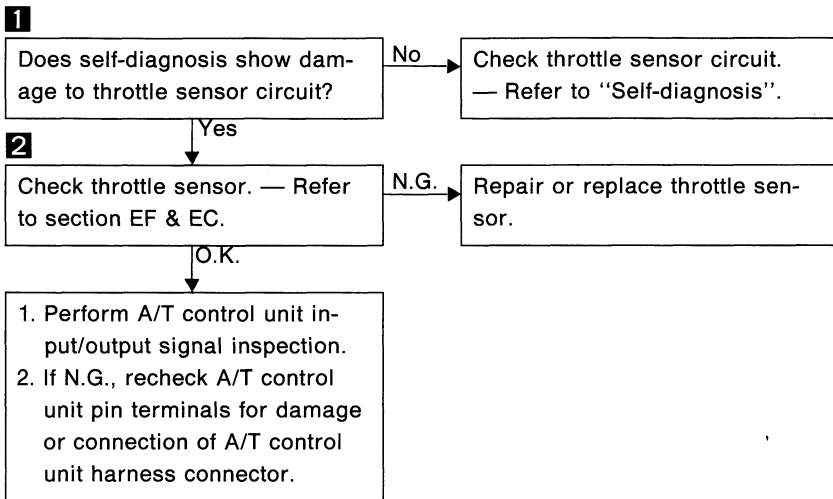 1
Does self-diagnosis show dam-
age to throttle sensor circuit?
No
Check throttle sensor circuit.
— Refer to “Self-diagnosis”.
Yes
2
Check throttle sensor. — Refer
to section EF & EC.
N.G.
Repair or replace throttle sen-
sor.
O.K.
1. Perform A/T control unit in-
put/output signal inspection.
2. If N.G., recheck A/T control
unit pin terminals for damage
or connection of A/T control
unit harness connector.